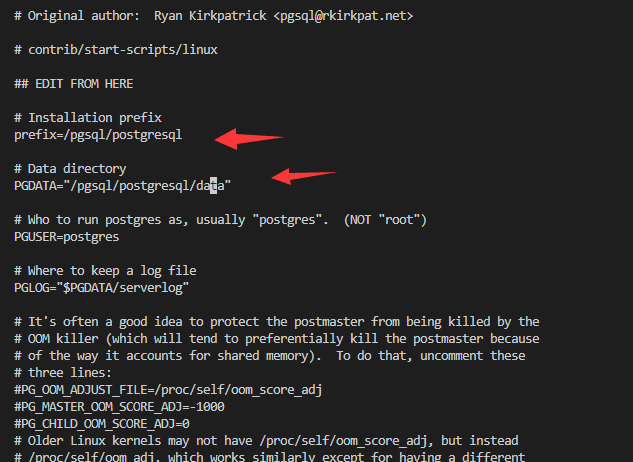 # Original author:  Ryan Kirkpatrick <pgsql@rkirkpat.net>
# contrib/start-scripts/linux
## EDIT FROM HERE
# Installation prefix
prefix=/pgsql/postgresql
# Data directory
PGDATA="/pgsql/postgresql/data"
# Who to run postgres as, usually "postgres".  (NOT "root")
PGUSER=postgres
# Where to keep a log file
PGLOG="$PGDATA/serverlog"
# It's often a good idea to protect the postmaster from being killed by the
# OOM killer (which will tend to preferentially kill the postmaster because
# of the way it accounts for shared memory).  To do that, uncomment these
# three lines:
#PG_OOM_ADJUST_FILE=/proc/self/oom_score_adj
#PG_MASTER_OOM_SCORE_ADJ=-1000
#PG_CHILD_OOM_SCORE_ADJ=0
# Older Linux kernels may not have /proc/self/oom_score_adj, but instead
# /proc/self/oom_adj, which works similarly except for having a different